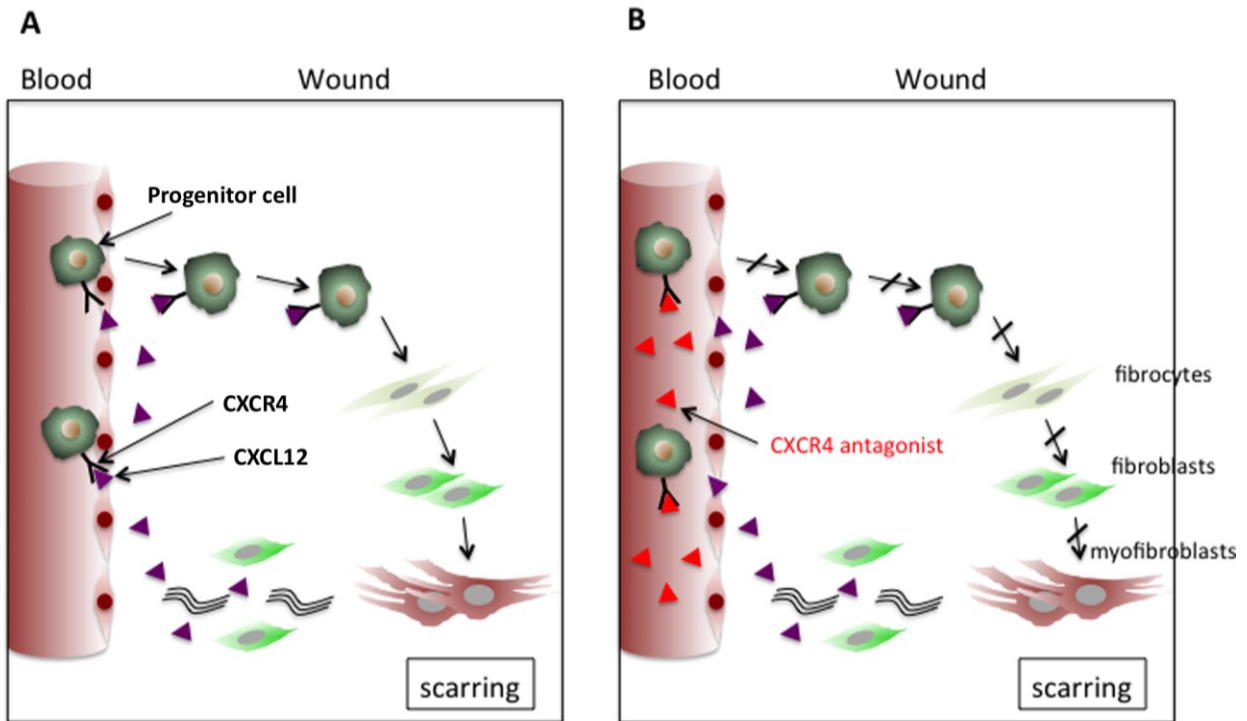 A
Blood
Wound
Progenitor cell
CXCR4
CXCL12
scarring
B
Blood
Wound
fibrocytes
CXCR4 antagonist
fibroblasts
myofibroblasts
scarring